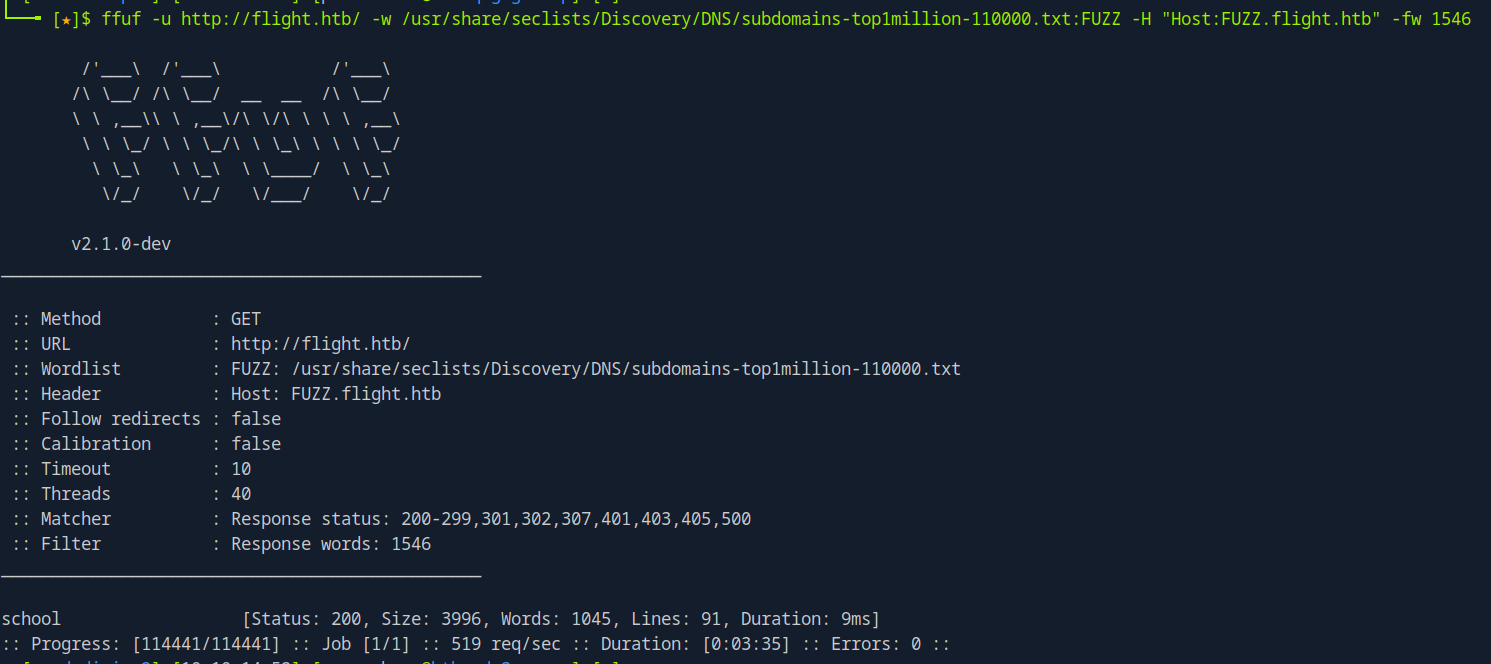 [★]$ ffuf -u http://flight.htb/ -w /usr/share/seclists/Discovery/DNS/subdomains-top1million-110000.txt:FUZZ -H "Host:FUZZ.flight.htb" -fw 1546
        /'___\  /'___\           /'___\
       /\ \__/ /\ \__/  __  __  /\ \__/
       \ \ ,__\\ \ ,__\/\ \/\ \ \ \ ,__\
        \ \ \_/ \ \ \_/\ \ \_\ \ \ \ \_/
         \ \_\   \ \_\  \ \____/  \ \_\
          \/_/    \/_/   \/___/    \/_/
       v2.1.0-dev
________________________________________________
 :: Method           : GET
 :: URL              : http://flight.htb/
 :: Wordlist         : FUZZ: /usr/share/seclists/Discovery/DNS/subdomains-top1million-110000.txt
 :: Header           : Host: FUZZ.flight.htb
 :: Follow redirects : false
 :: Calibration      : false
 :: Timeout          : 10
 :: Threads          : 40
 :: Matcher          : Response status: 200-299,301,302,307,401,403,405,500
 :: Filter           : Response words: 1546
________________________________________________
school                  [Status: 200, Size: 3996, Words: 1045, Lines: 91, Duration: 9ms]
:: Progress: [114441/114441] :: Job [1/1] :: 519 req/sec :: Duration: [0:03:35] :: Errors: 0 ::